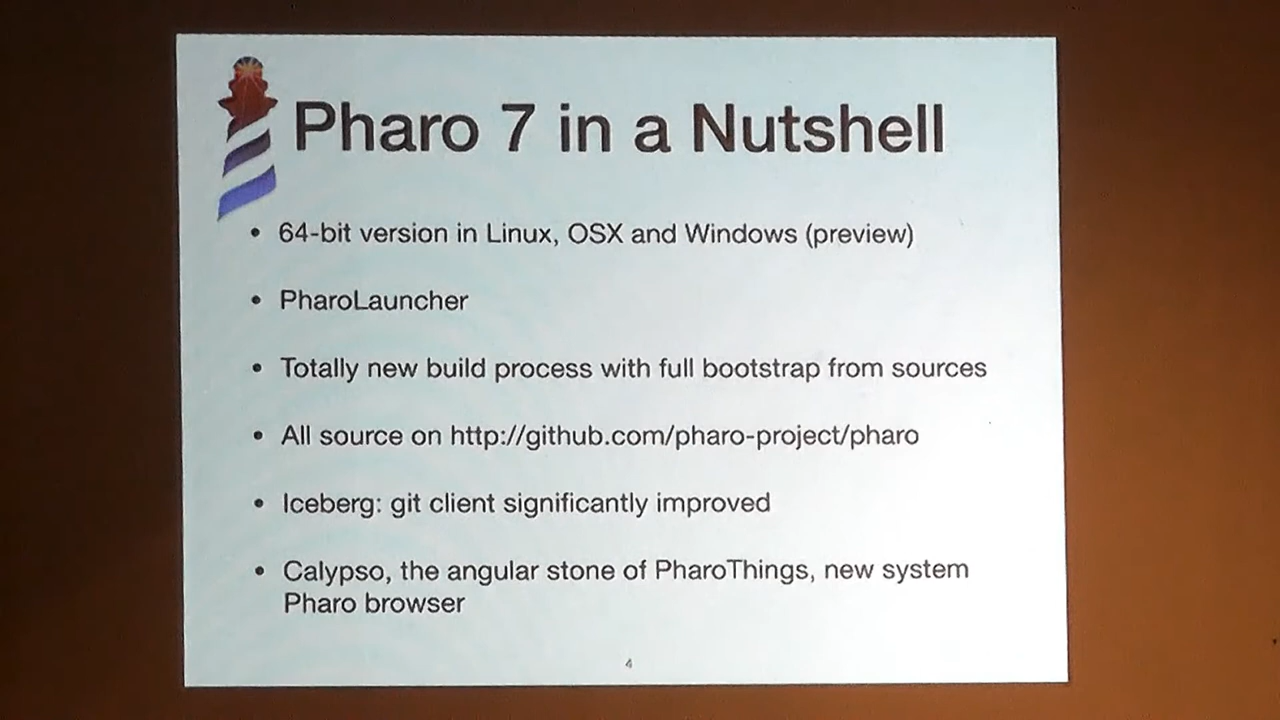 Pharo 7 in a Nutshell
• 64-bit version in Linux, OSX and Windows (preview)
• PharoLauncher
• Totally new build process with full bootstrap from sources
• All source on http://github.com/pharo-project/pharo
• Iceberg: git client significantly improved
• Calypso, the angular stone of PharoThings, new system
Pharo browser
4